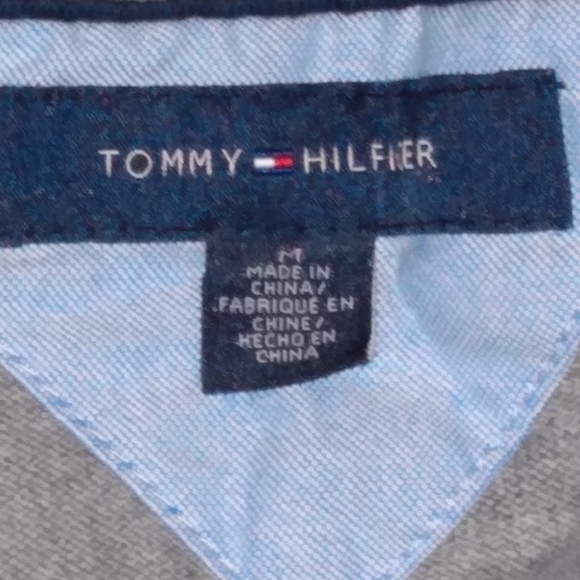 TOMMY HILFIGER
M
MADE IN
CHINA/
FABRIQUÉ EN
CHINE/
HECHO EN
CHINA